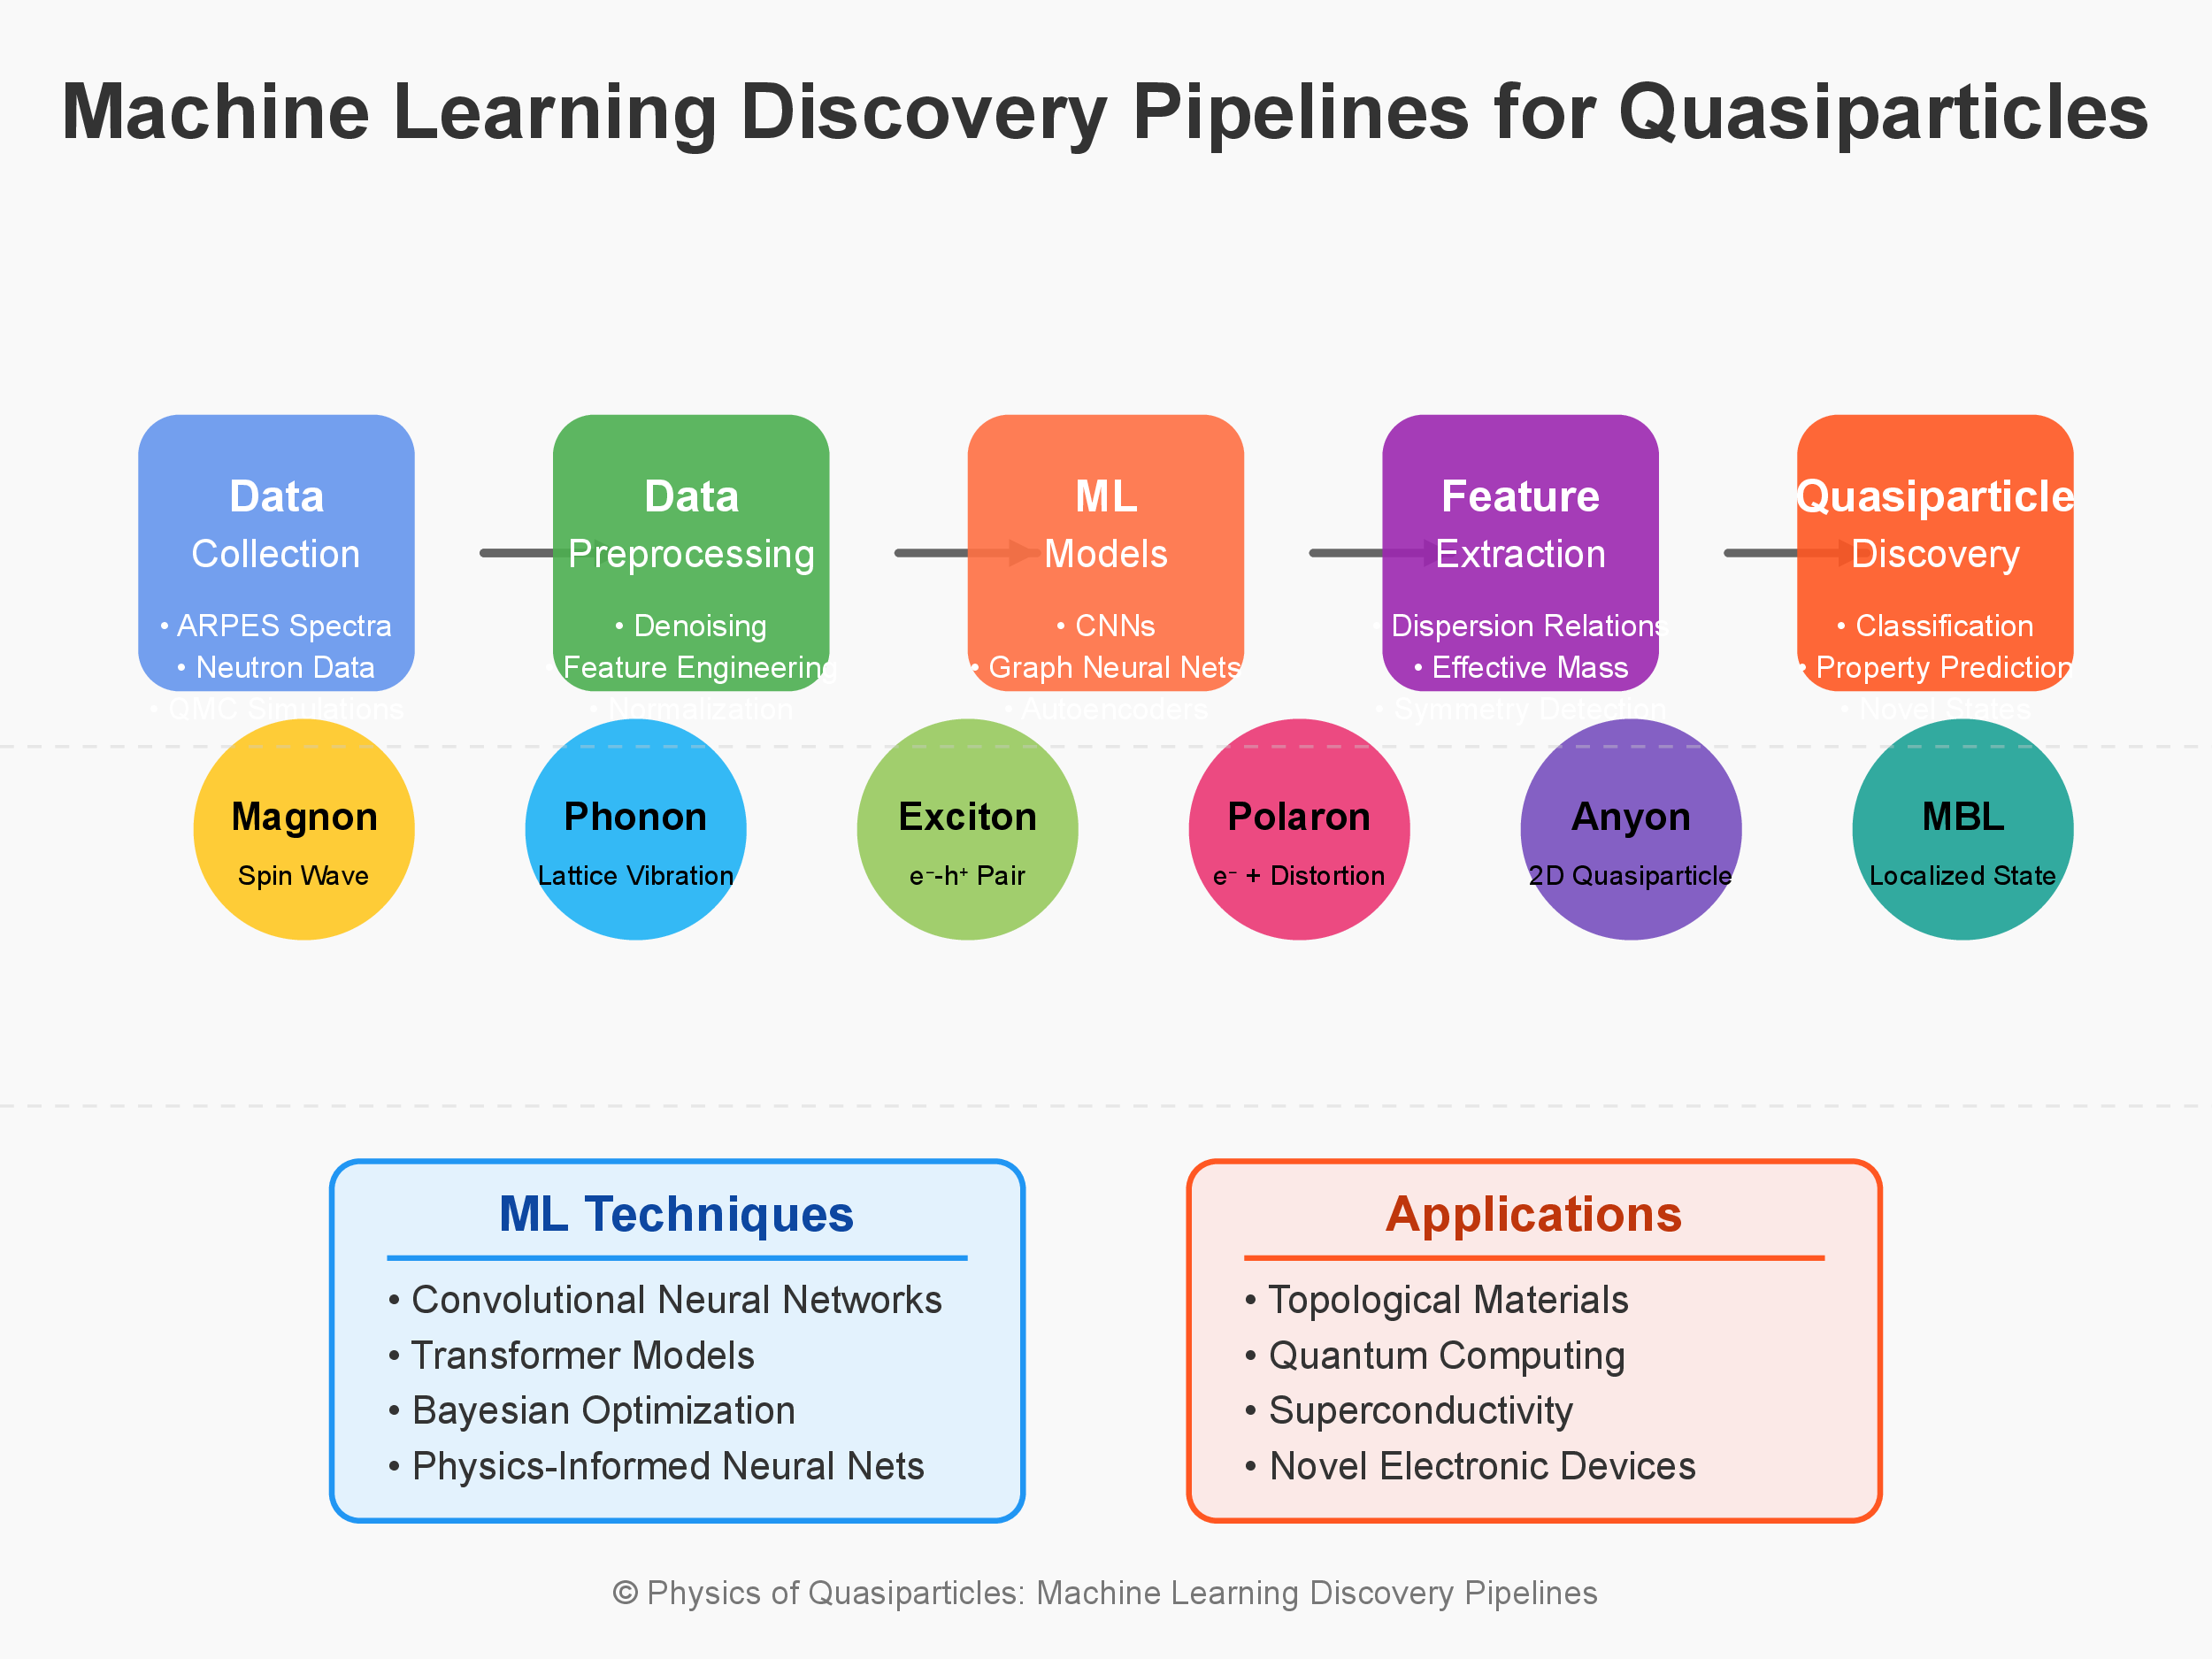 Machine Learning Discovery Pipelines for Quasiparticles
Data
Collection
• ARPES Spectra
• Neutron Data
• QMC Simulations
Data
Preprocessing
• Denoising
Feature Engineering
• Normalization
ML
Models
• CNNs
• Graph Neural Nets
• Autoencoders
Feature
Extraction
• Dispersion Relations
• Effective Mass
• Symmetry Detection
Quasiparticle
Discovery
• Classification
• Property Prediction
• Novel States
Magnon
Spin Wave
Phonon
Lattice Vibration
Exciton
e⁻-h⁺ Pair
Polaron
e⁻ + Distortion
Anyon
2D Quasiparticle
MBL
Localized State
ML Techniques
• Convolutional Neural Networks
• Transformer Models
• Bayesian Optimization
• Physics-Informed Neural Nets
Applications
• Topological Materials
• Quantum Computing
• Superconductivity
• Novel Electronic Devices
© Physics of Quasiparticles: Machine Learning Discovery Pipelines